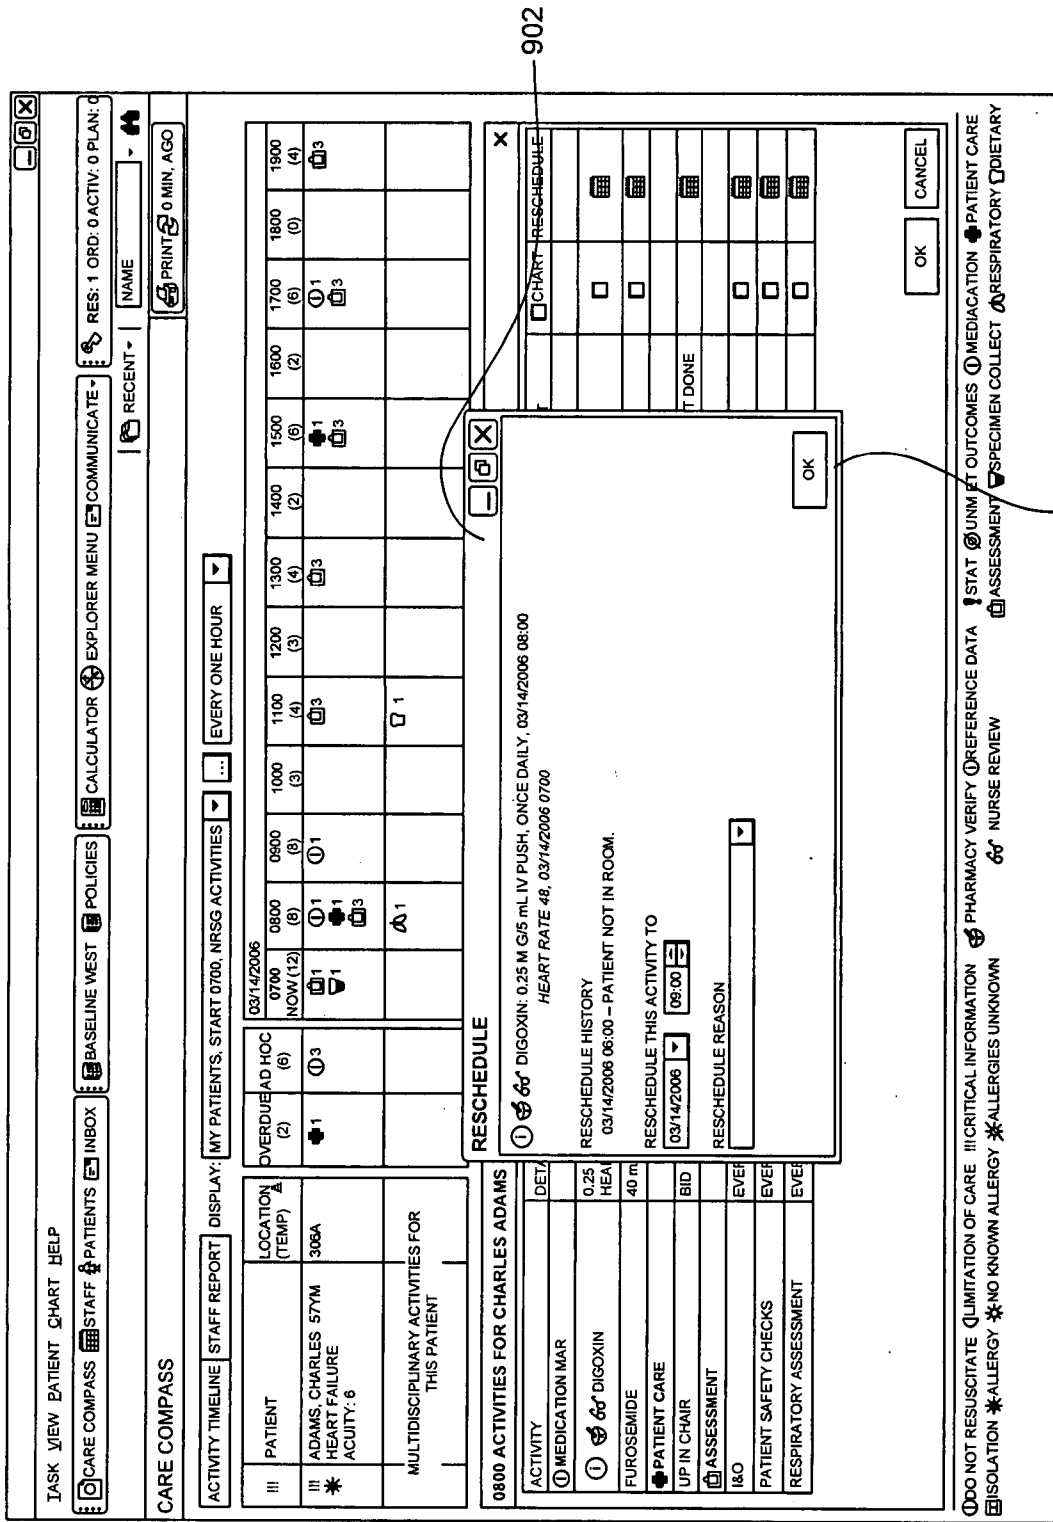 TASK VIEW PATIENT CHART HELP
CARE COMPASS STAFF PATIENTS INBOX BASELINE WEST POLICIES CALCULATOR EXPLORER MENU COMMUNICATE RES: 1 ORD: 0 ACTIV: 0 PLAN: 0
RECENT NAME
CARE COMPASS PRINT 0 MIN, AGO
ACTIVITY TIMELINE STAFF REPORT DISPLAY: MY PATIENTS, START 0700, NRSG ACTIVITIES ... EVERY ONE HOUR
03/14/2006
!!! PATIENT LOCATION (TEMP) OVERDUE (2) AD HOC (6) 0700 NOW (12) 0800 (8) 0900 (8) 1000 (3) 1100 (4) 1200 (3) 1300 (4) 1400 (2) 1500 (6) 1600 (2) 1700 (6) 1800 (0) 1900 (4)
!!! ADAMS, CHARLES 57YM 306A 1 3 1 1 1 3 3 1 1 3
HEART FAILURE 1 1 3 3
ACUITY: 6 3
MULTIDISCIPLINARY ACTIVITIES FOR THIS PATIENT 1 1
0800 ACTIVITIES FOR CHARLES ADAMS X
ACTIVITY DETA T CHART RESCHEDULE
MEDICATION MAR
DIGOXIN 0.25 HEAR
FUROSEMIDE 40 m
PATIENT CARE
UP IN CHAIR BID T DONE
ASSESSMENT
I&O EVER
PATIENT SAFETY CHECKS EVER
RESPIRATORY ASSESSMENT EVE
OK CANCEL
RESCHEDULE
DIGOXIN: 0.25 M G/5 mL IV PUSH, ONCE DAILY, 03/14/2006 08:00
HEART RATE 48, 03/14/2006 0700
RESCHEDULE HISTORY
03/14/2006 06:00 – PATIENT NOT IN ROOM.
RESCHEDULE THIS ACTIVITY TO
03/14/2006 09:00
RESCHEDULE REASON
OK
DO NOT RESUSCITATE LIMITATION OF CARE !!!CRITICAL INFORMATION PHARMACY VERIFY REFERENCE DATA STAT UNM ET OUTCOMES MEDIACATION PATIENT CARE
ISOLATION ALLERGY NO KNOWN ALLERGY ALLERGIES UNKNOWN NURSE REVIEW ASSESSMENT SPECIMEN COLLECT RESPIRATORY DIETARY
902